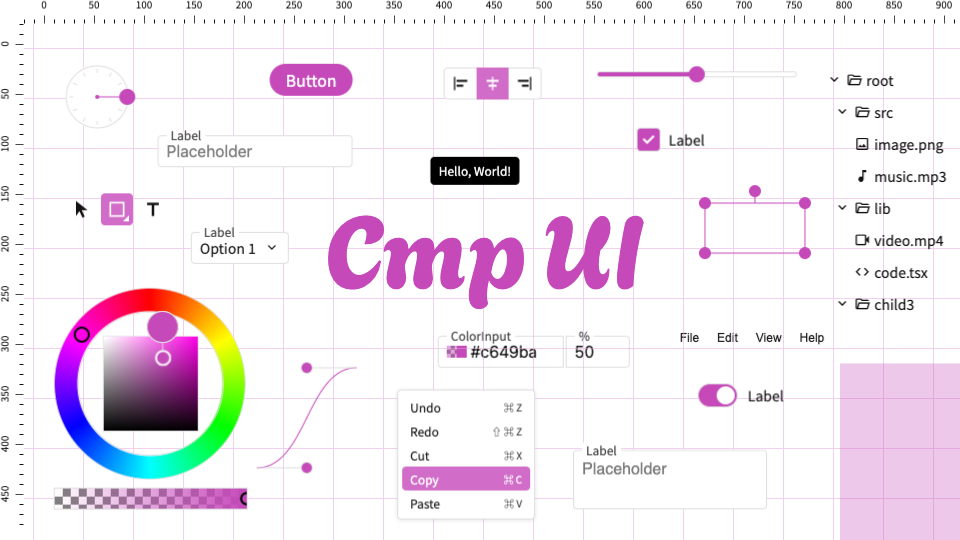 0 50 100 150 200 250 300 350 400 450 500 550 600 650 700 750 800 850 900
0
50
100
150
200
250
300
350
400
450
Button
Label
Placeholder
Hello, World!
Label
T
Label
Option 1
Cmp UI
root
src
image.png
music.mp3
lib
video.mp4
code.tsx
child3
ColorInput
#c649ba
%
50
File Edit View Help
Label
Undo ⌘Z
Redo ⇧⌘Z
Cut ⌘X
Copy ⌘C
Paste ⌘V
Label
Placeholder